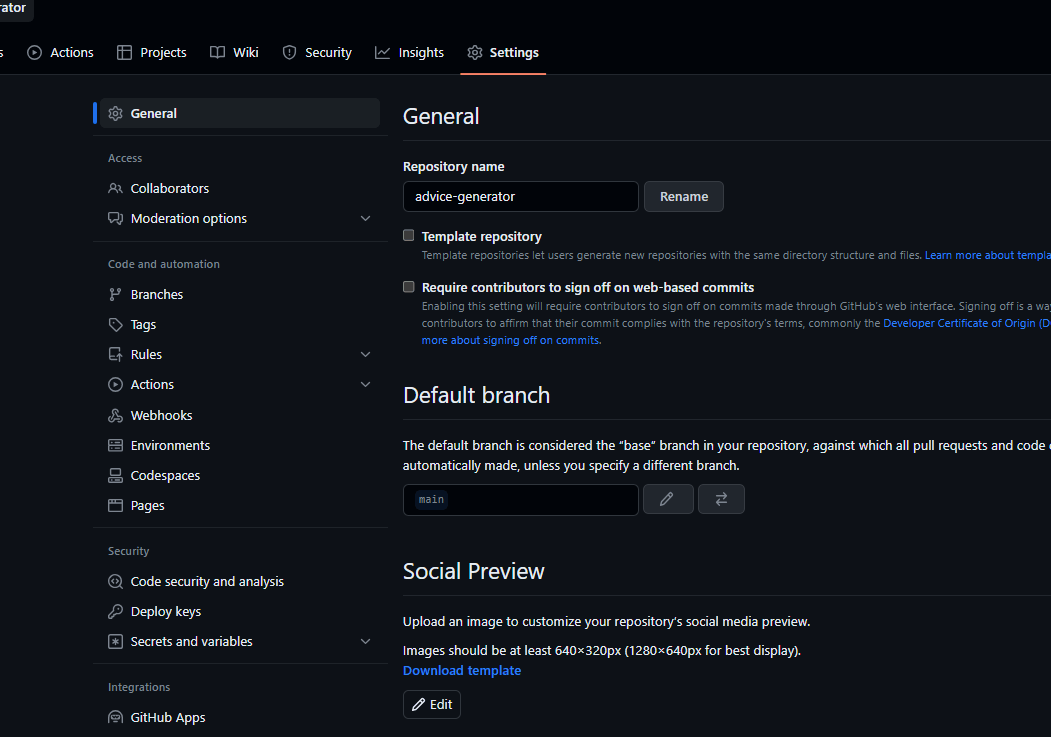 rator
s Actions Projects Wiki Security Insights Settings
General
Access
Collaborators
Moderation options
Code and automation
Branches
Tags
Rules
Actions
Webhooks
Environments
Codespaces
Pages
Security
Code security and analysis
Deploy keys
Secrets and variables
Integrations
GitHub Apps
General
Repository name
advice-generator Rename
Template repository
Template repositories let users generate new repositories with the same directory structure and files. Learn more about templa
Require contributors to sign off on web-based commits
Enabling this setting will require contributors to sign off on commits made through GitHub's web interface. Signing off is a way
contributors to affirm that their commit complies with the repository's terms, commonly the Developer Certificate of Origin (D
more about signing off on commits.
Default branch
The default branch is considered the “base” branch in your repository, against which all pull requests and code
automatically made, unless you specify a different branch.
main
Social Preview
Upload an image to customize your repository's social media preview.
Images should be at least 640×320px (1280×640px for best display).
Download template
Edit